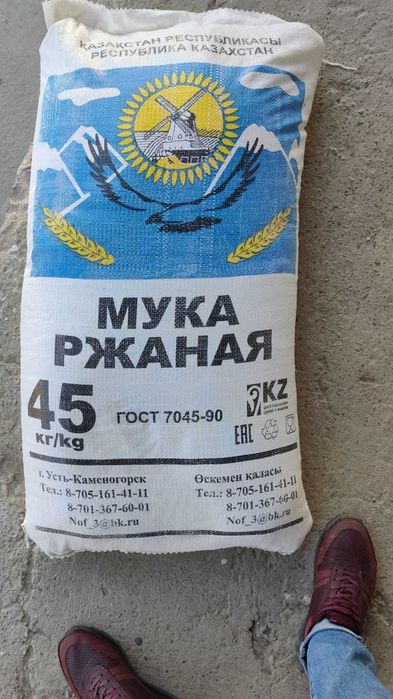 ҚАЗАҚСТАН РЕСПУБЛИКАСЫ
РЕСПУБЛИКА КАЗАХСТАН
МУКА
РЖАНАЯ
45
кг/kg
ГОСТ 7045-90
KZ
EAC
г. Усть-Каменогорск
Тел.: 8-705-161-41-11
8-701-367-60-01
Nof_3@bk.ru
Өскемен қаласы
Тел.: 8-705-161-41-11
8-701-367-60-01
Nof_3@bk.ru